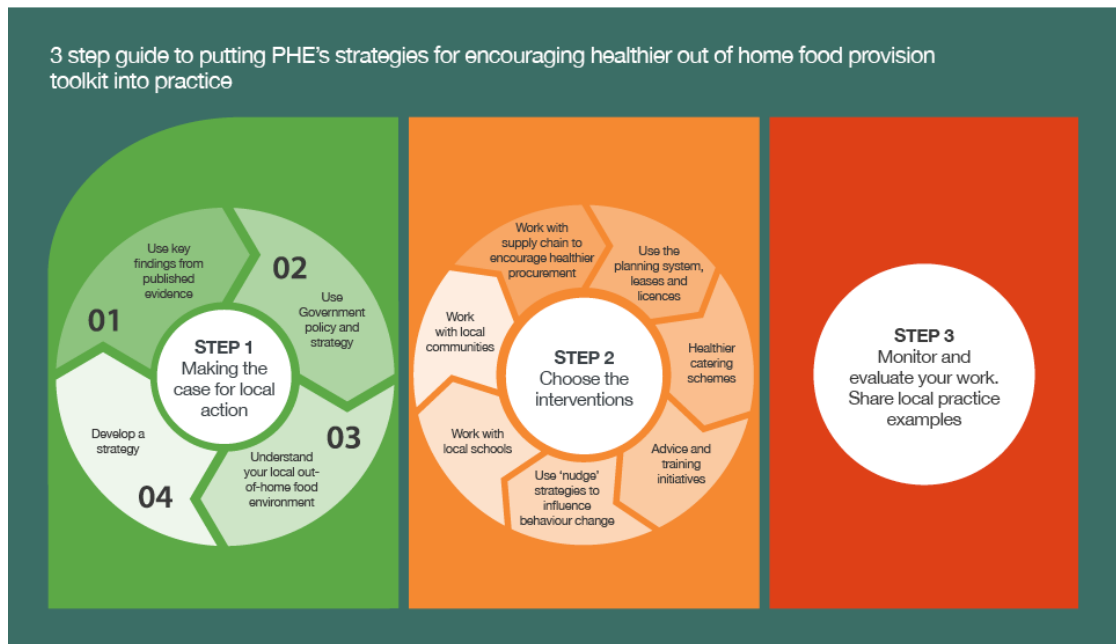 3 step guide to putting PHE's strategies for encouraging healthier out of home food provision
toolkit into practice
01
Use key
findings from
published
evidence
02
Use
Government
policy and
strategy
03
Understand
your local out-
of-home food
environment
04
Develop a
strategy
STEP 1
Making the
case for local
action
Work with
supply chain to
encourage healthier
procurement
Use the
planning system,
leases and
licences
Healthier
catering
schemes
Advice and
training
initiatives
Use ‘nudge’
strategies to
influence
behaviour change
Work with
local schools
Work
with local
communities
STEP 2
Choose the
interventions
STEP 3
Monitor and
evaluate your work.
Share local practice
examples